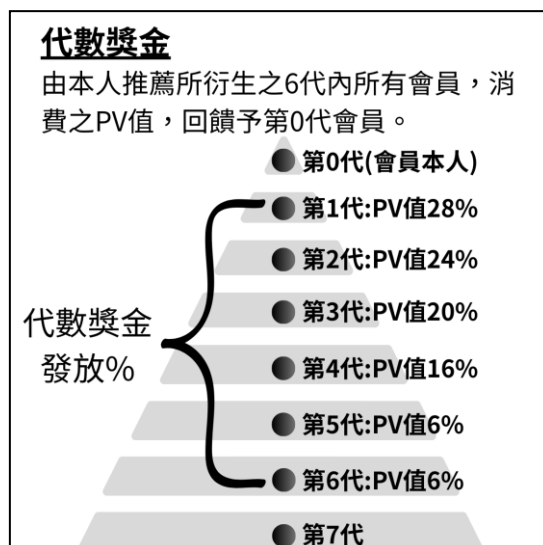 代數獎金
由本人推薦所衍生之6代內所有會員，消
費之PV值，回饋予第0代會員。
第0代(會員本人)
第1代:PV值28%
第2代:PV值24%
第3代:PV值20%
代數獎金
發放%
第4代:PV值16%
第5代:PV值6%
第6代:PV值6%
第7代